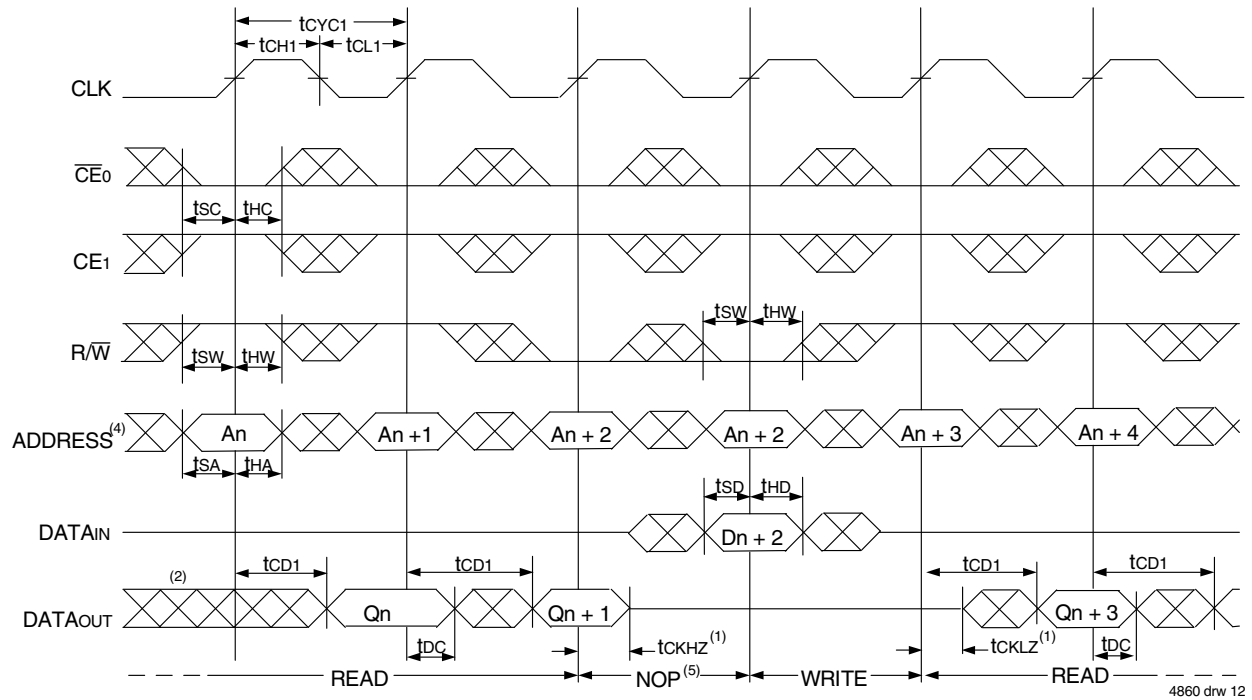 tCYC1
tCH1 tCL1
CLK
CE0
tSC tHC
CE1
tSW tHW
R/W
tSW tHW
ADDRESS(4) An An + 1 An + 2 An + 2 An + 3 An + 4
tSA tHA
tSD tHD
DATAIN Dn + 2
tCD1 tCD1 tCD1 tCD1
(2)
DATAOUT Qn Qn + 1 Qn + 3
tDC tCKHZ(1) tCKLZ(1) tDC
READ NOP(5) WRITE READ
4860 drw 12